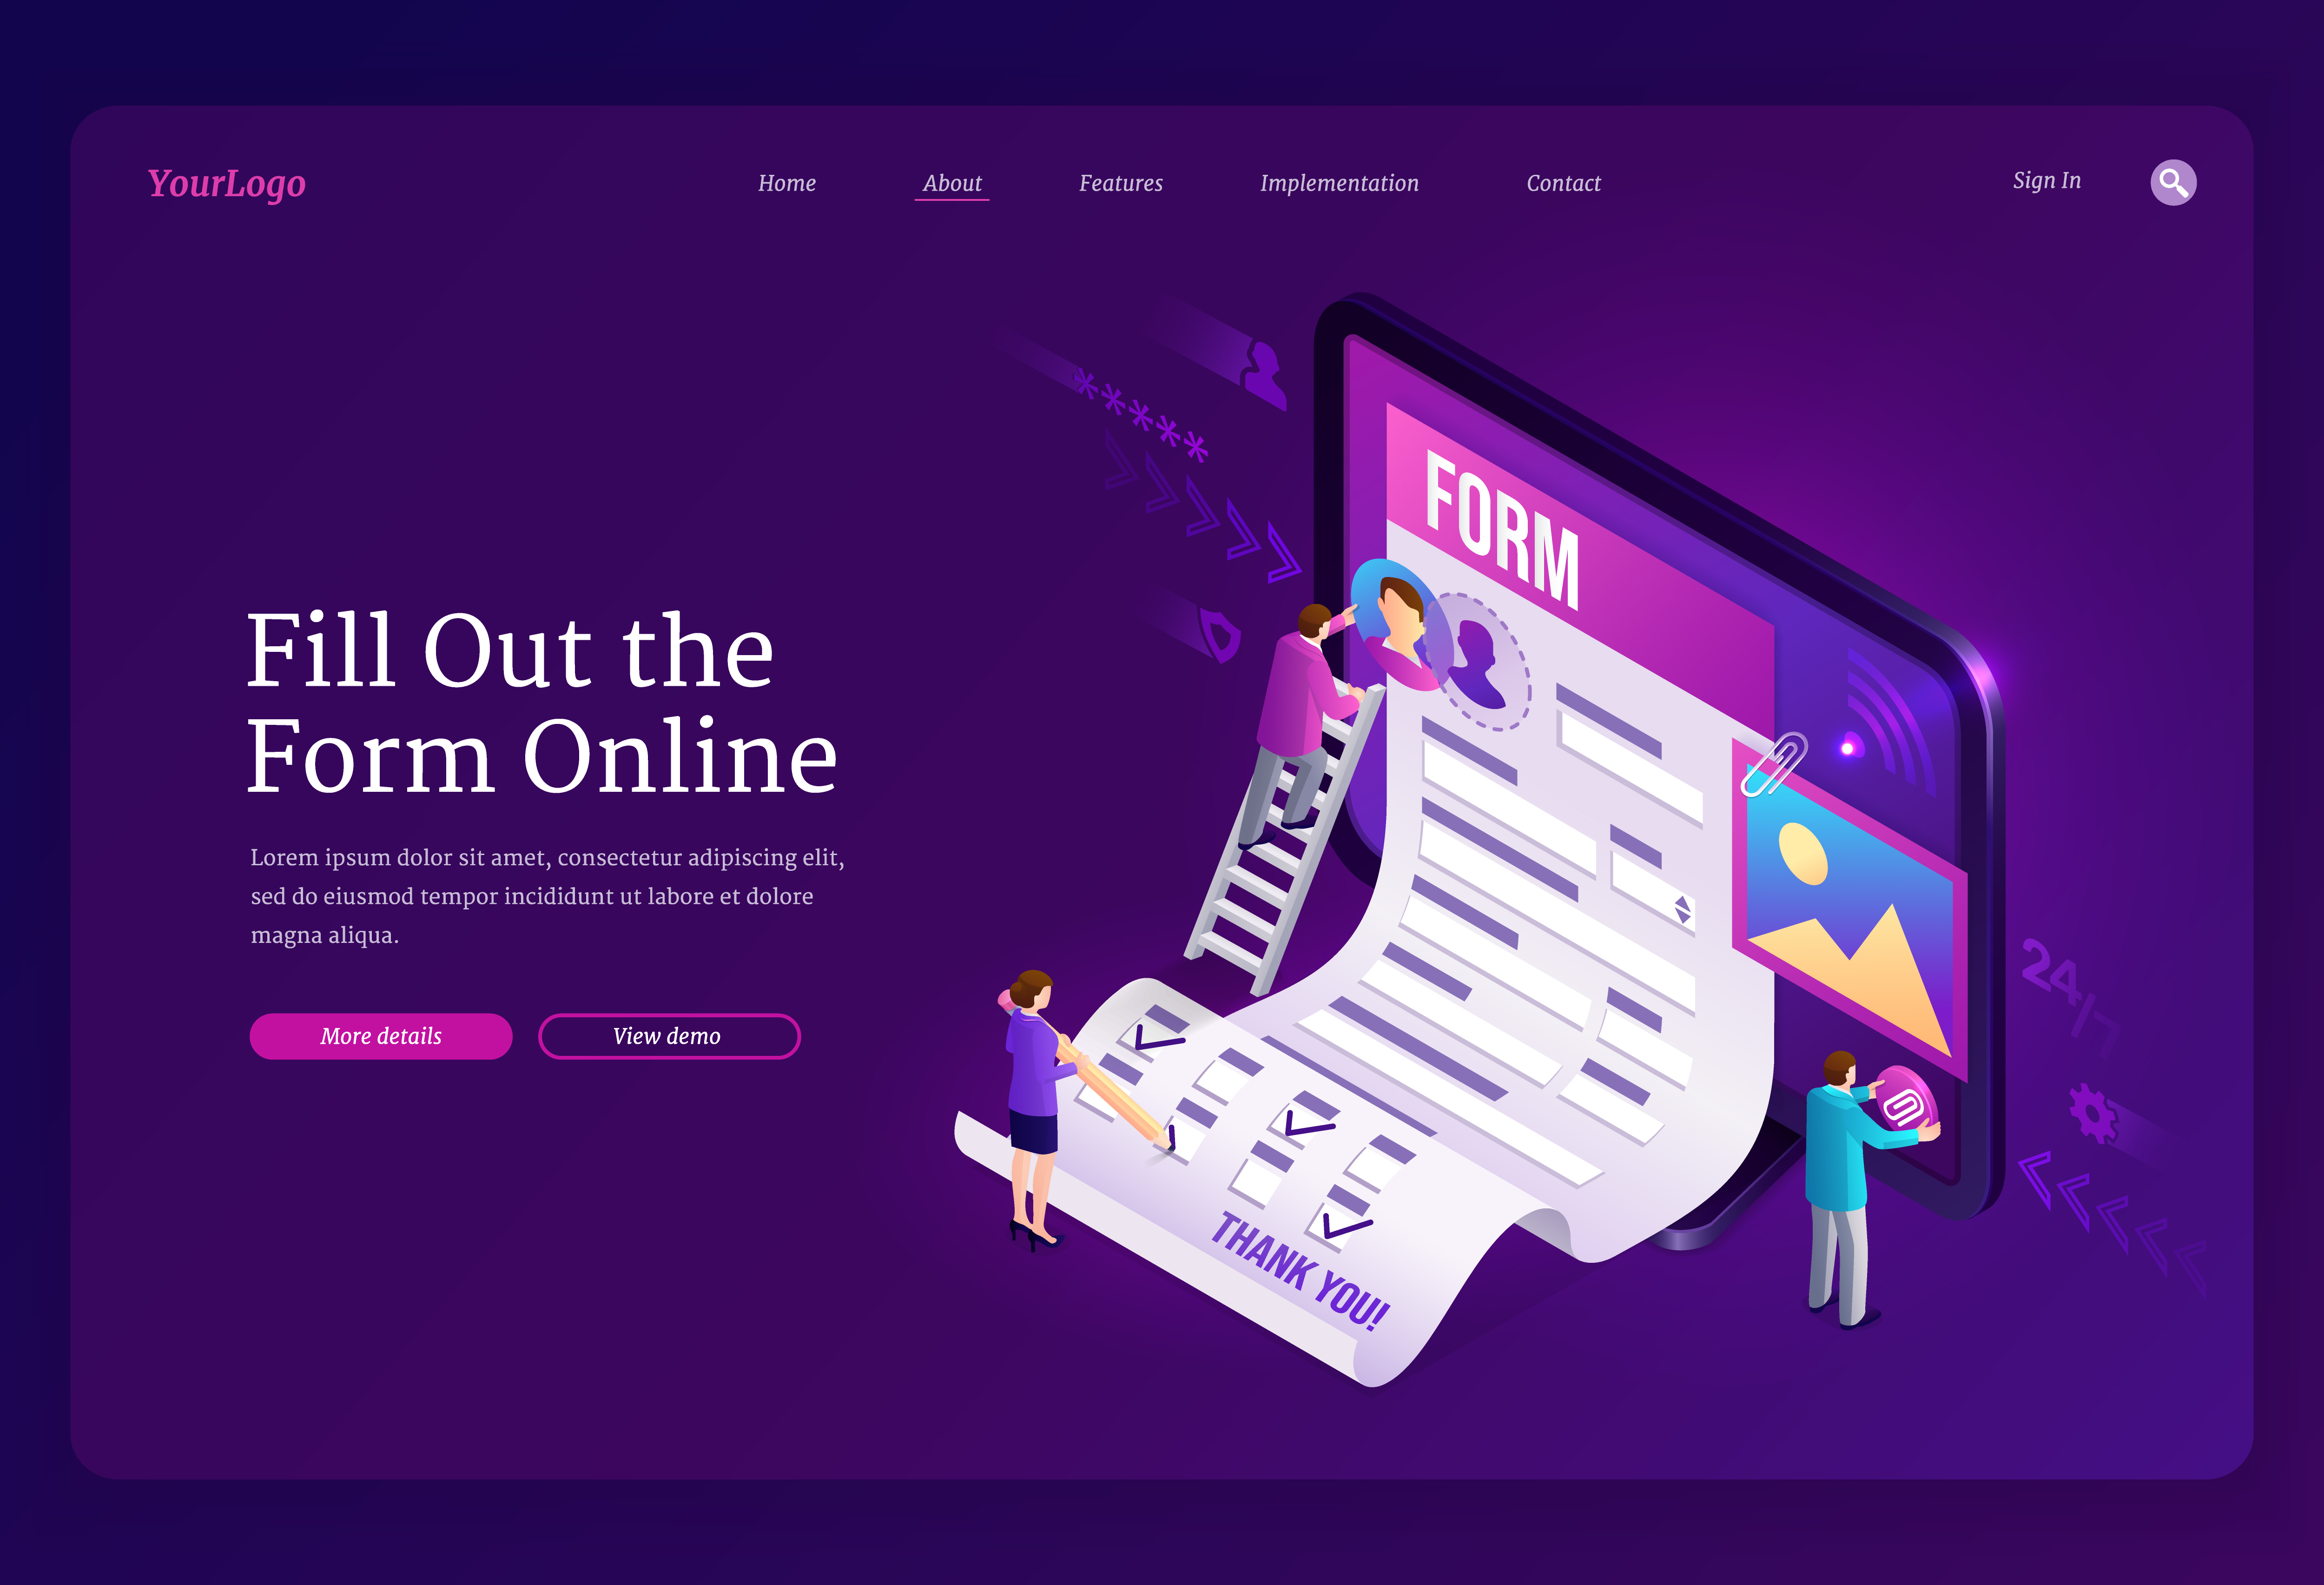 YourLogo
Home
About
Features
Implementation
Contact
Sign In
*****
FORM
Fill Out the
Form Online
Lorem ipsum dolor sit amet, consectetur adipiscing elit,
sed do eiusmod tempor incididunt ut labore et dolore
magna aliqua.
More details
View demo
24/7
THANK YOU!